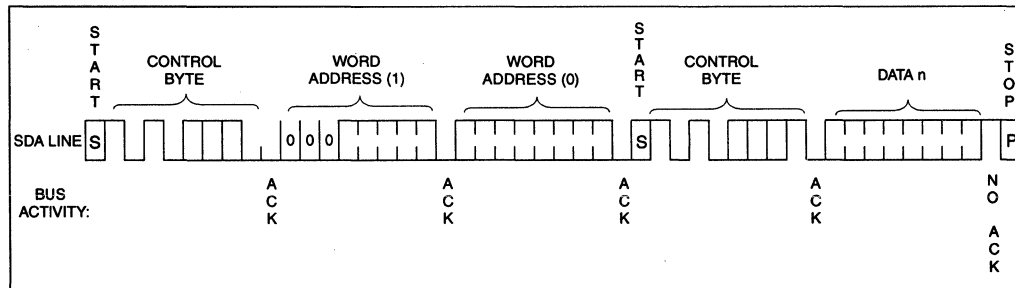 START
CONTROL
BYTE
WORD
ADDRESS (1)
WORD
ADDRESS (0)
START
CONTROL
BYTE
DATA n
STOP
SDA LINE
S
0 0 0
S
P
BUS
ACTIVITY:
ACK
ACK
ACK
ACK
NO ACK